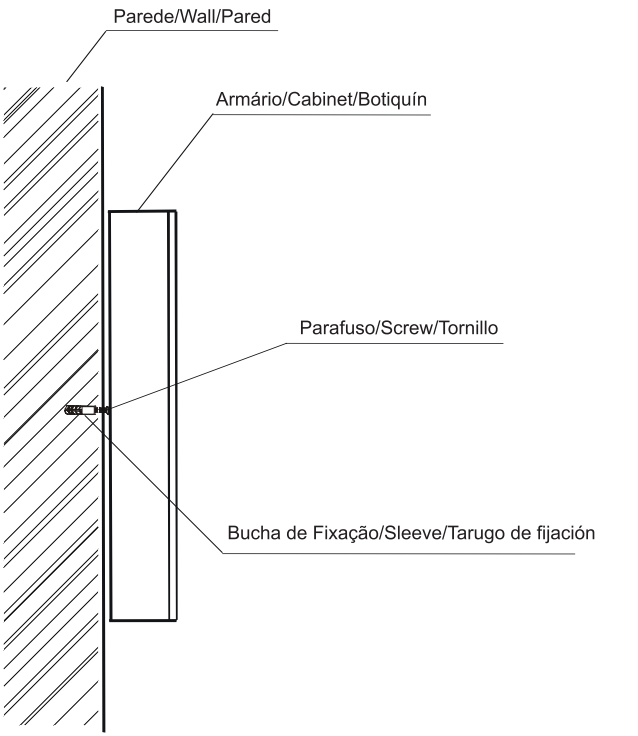 Parede/Wall/Pared
Armário/Cabinet/Botiquín
Parafuso/Screw/Tornillo
Bucha de Fixação/Sleeve/Tarugo de fijación